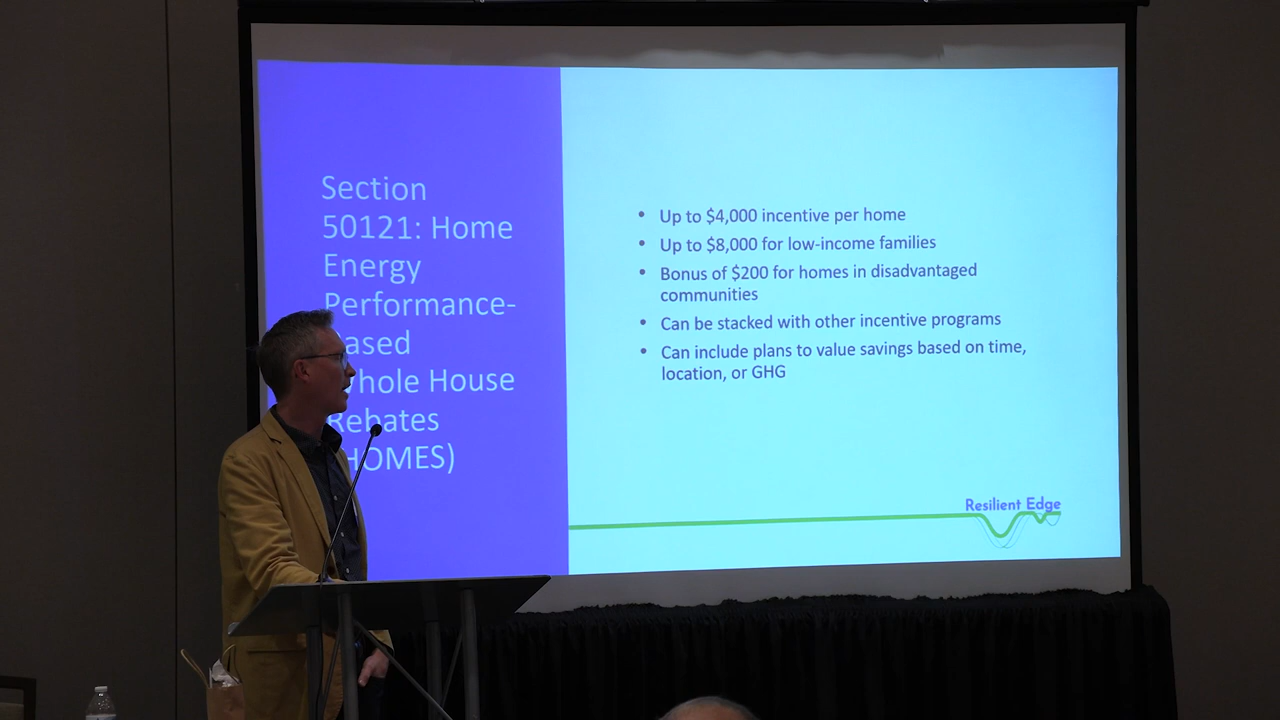 Section
50121: Home
Energy
Performance-
ased
hole House
Rebates
HOMES)
• Up to $4,000 incentive per home
• Up to $8,000 for low-income families
• Bonus of $200 for homes in disadvantaged
communities
• Can be stacked with other incentive programs
• Can include plans to value savings based on time,
location, or GHG
Resilient Edge